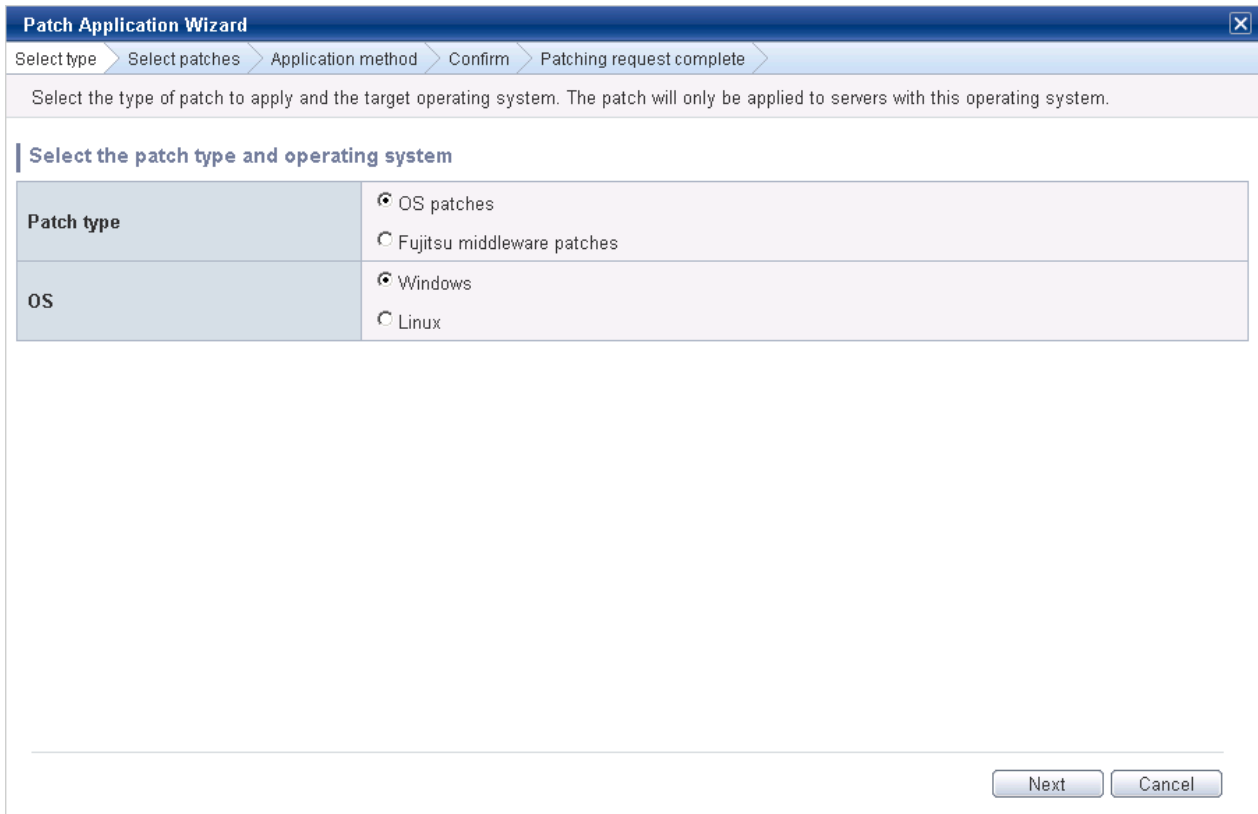 Patch Application Wizard
Select type Select patches Application method Confirm Patching request complete
Select the type of patch to apply and the target operating system. The patch will only be applied to servers with this operating system.
Select the patch type and operating system
Patch type
OS patches
Fujitsu middleware patches
OS
Windows
Linux
Next Cancel